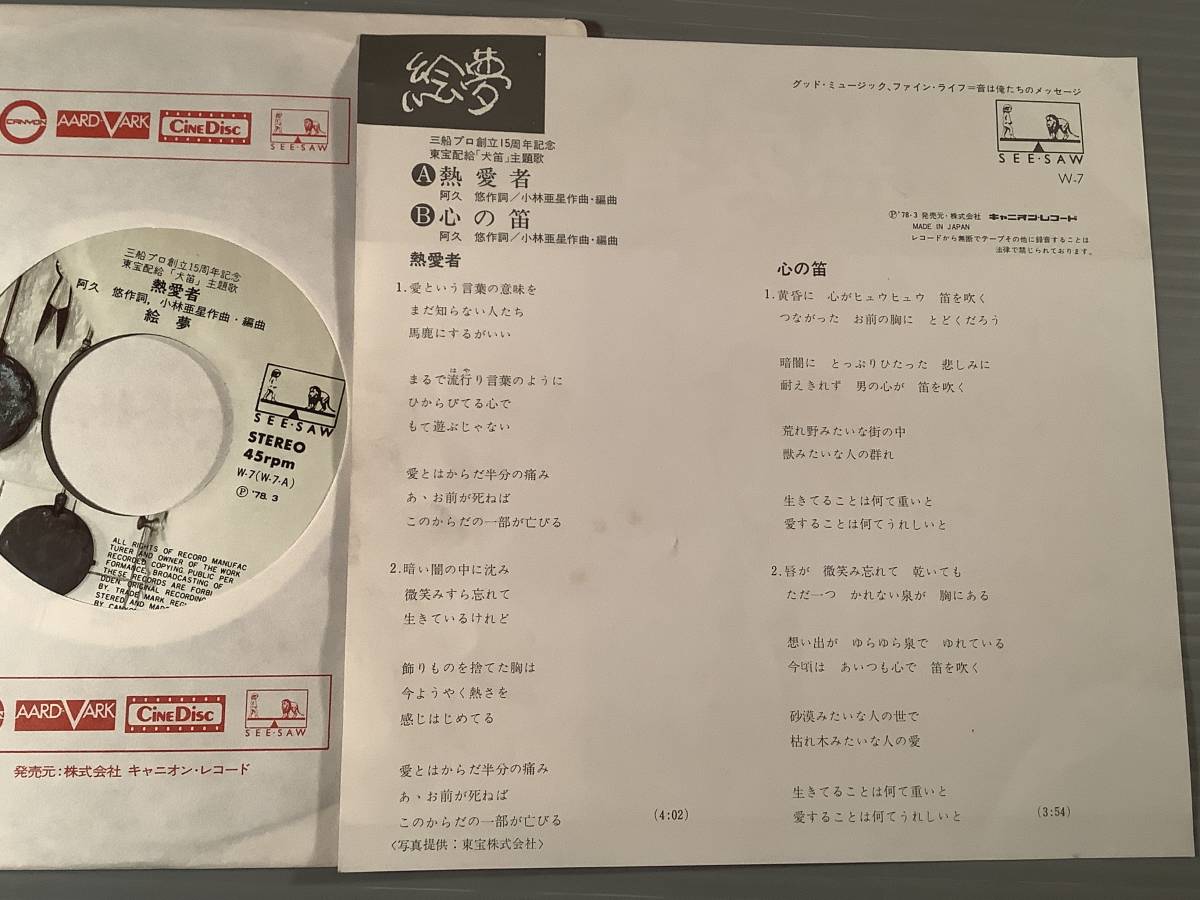 CANYON
AARD-VARK
CineDisc
SEE・SAW
三船プロ創立15周年記念
東宝配給「犬笛」主題歌
熱愛者
阿久 悠作詞,小林亜星作曲・編曲
絵夢
SEE・SAW
STEREO
45rpm
W-7(W-7-A)
Ⓟ '78. 3
ALL RIGHTS OF RECORD MANUFAC
TURER AND OWNER OF THE WORK
RECORDED COPYING, PUBLIC PER
FORMANCE, BROADCASTING OF
THESE RECORDS ARE FORBI
DDEN. ORIGINAL RECORDING
BY. TRADE MARK REGI
STERED AND MADE
BY CANYON
AARD-VARK
CineDisc
SEE・SAW
発売元:株式会社 キャニオン・レコード
絵夢
三船プロ創立15周年記念
東宝配給「犬笛」主題歌
A 熱愛者
阿久 悠作詞/小林亜星作曲・編曲
B 心の笛
阿久 悠作詞/小林亜星作曲・編曲
グッド・ミュージック、ファイン・ライフ=音は俺たちのメッセージ
SEE・SAW
W-7
Ⓟ '78・3 発売元・株式会社 キャニオン・レコード
MADE IN JAPAN
レコードから無断でテープその他に録音することは
法律で禁じられております。
熱愛者
1.愛という言葉の意味を
まだ知らない人たち
馬鹿にするがいい
まるで流行り言葉のように
はや
ひからびてる心で
もて遊ぶじゃない
愛とはからだ半分の痛み
あゝお前が死ねば
このからだの一部が亡びる
2.暗い闇の中に沈み
微笑みすら忘れて
生きているけれど
飾りものを捨てた胸は
今ようやく熱さを
感じはじめてる
愛とはからだ半分の痛み
あゝお前が死ねば
このからだの一部が亡びる
(4:02)
〈写真提供:東宝株式会社〉
心の笛
1.黄昏に 心がヒュウヒュウ 笛を吹く
つながった お前の胸に とどくだろう
暗闇に とっぷりひたった 悲しみに
耐えきれず 男の心が 笛を吹く
荒れ野みたいな街の中
獣みたいな人の群れ
生きてることは何て重いと
愛することは何てうれしいと
2.唇が 微笑み忘れて 乾いても
ただ一つ かれない泉が 胸にある
想い出が ゆらゆら泉で ゆれている
今頃は あいつも心で 笛を吹く
砂漠みたいな人の世で
枯れ木みたいな人の愛
生きてることは何て重いと
愛することは何てうれしいと
(3:54)